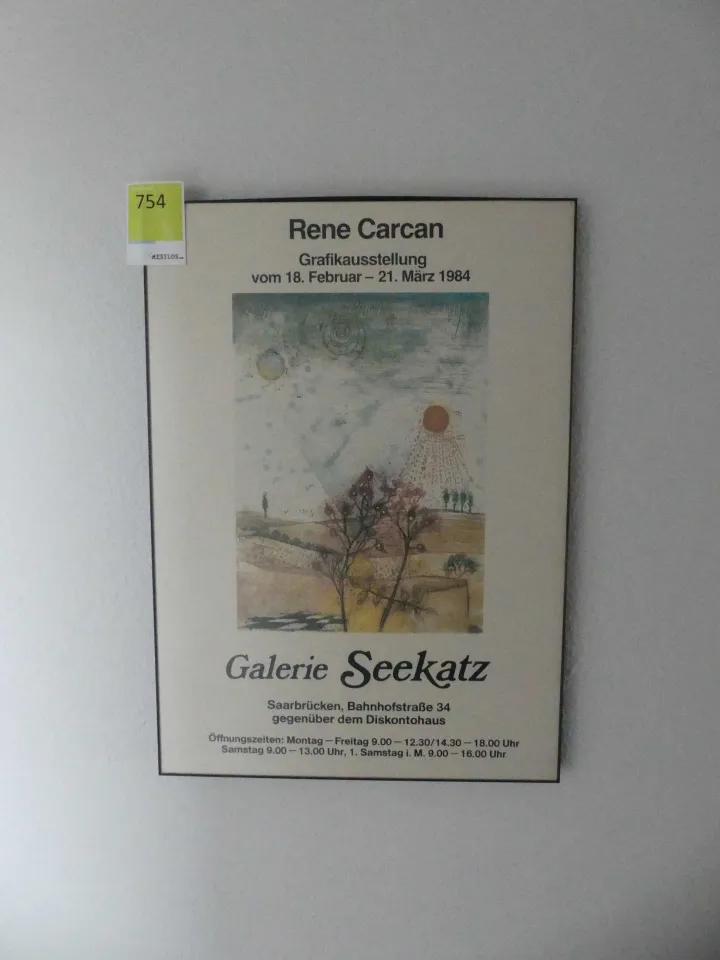 754
RESTLOS...
Rene Carcan
Grafikausstellung
vom 18. Februar – 21. März 1984
Galerie Seekatz
Saarbrücken, Bahnhofstraße 34
gegenüber dem Diskontohaus
Öffnungszeiten: Montag – Freitag 9.00 – 12.30/14.30 – 18.00 Uhr
Samstag 9.00 – 13.00 Uhr, 1. Samstag i. M. 9.00 – 16.00 Uhr